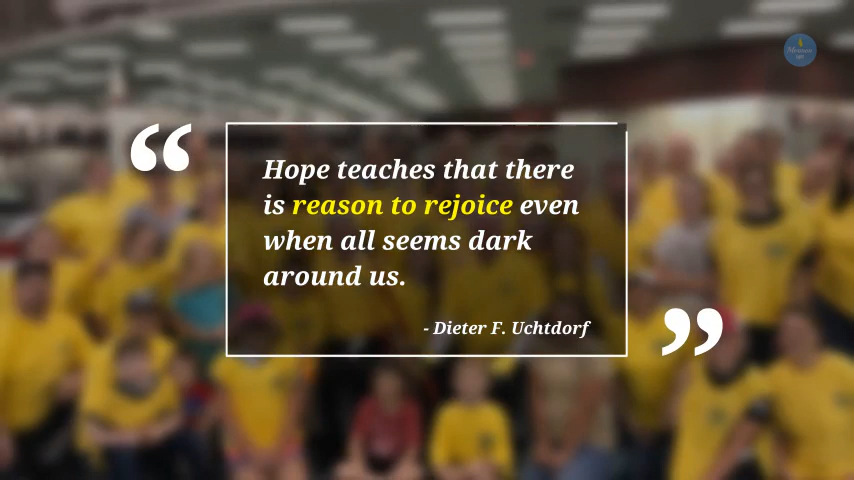 “
Hope teaches that there
is reason to rejoice even
when all seems dark
around us.
- Dieter F. Uchtdorf
”